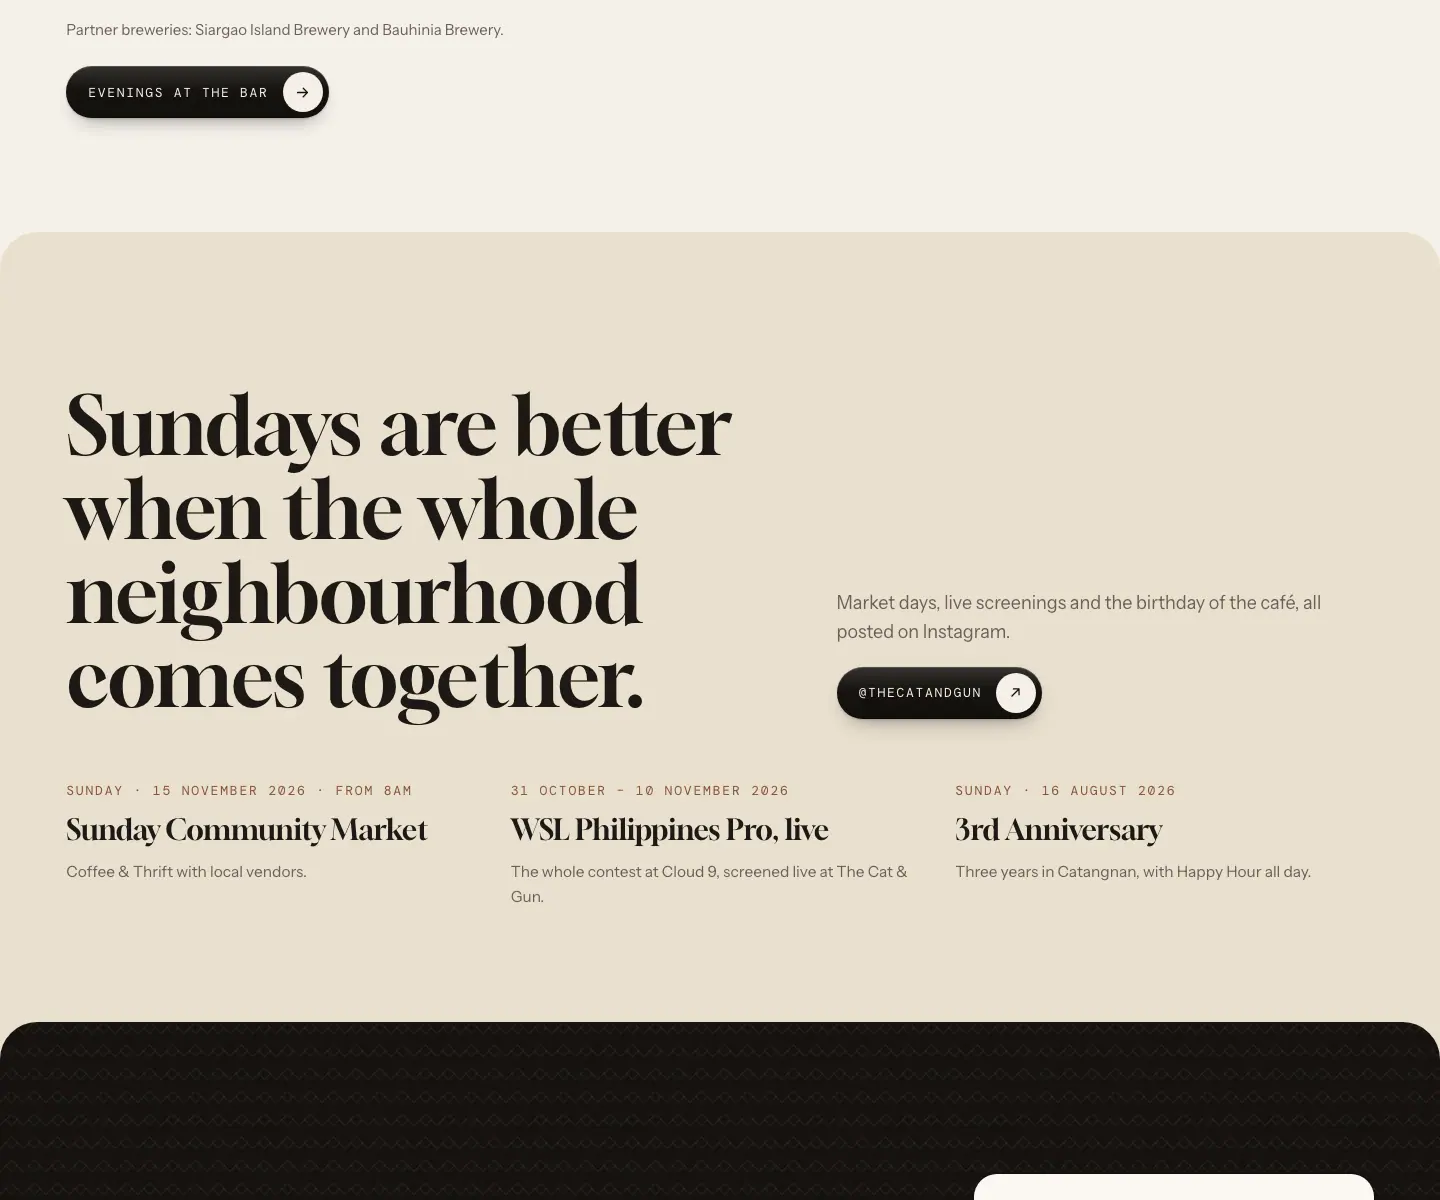 Partner breweries: Siargao Island Brewery and Bauhinia Brewery.
EVENINGS AT THE BAR →
Sundays are better
when the whole
neighbourhood
comes together.
Market days, live screenings and the birthday of the café, all
posted on Instagram.
@THECATANDGUN ↗
SUNDAY · 15 NOVEMBER 2026 · FROM 8AM
Sunday Community Market
Coffee & Thrift with local vendors.
31 OCTOBER – 10 NOVEMBER 2026
WSL Philippines Pro, live
The whole contest at Cloud 9, screened live at The Cat &
Gun.
SUNDAY · 16 AUGUST 2026
3rd Anniversary
Three years in Catangnan, with Happy Hour all day.